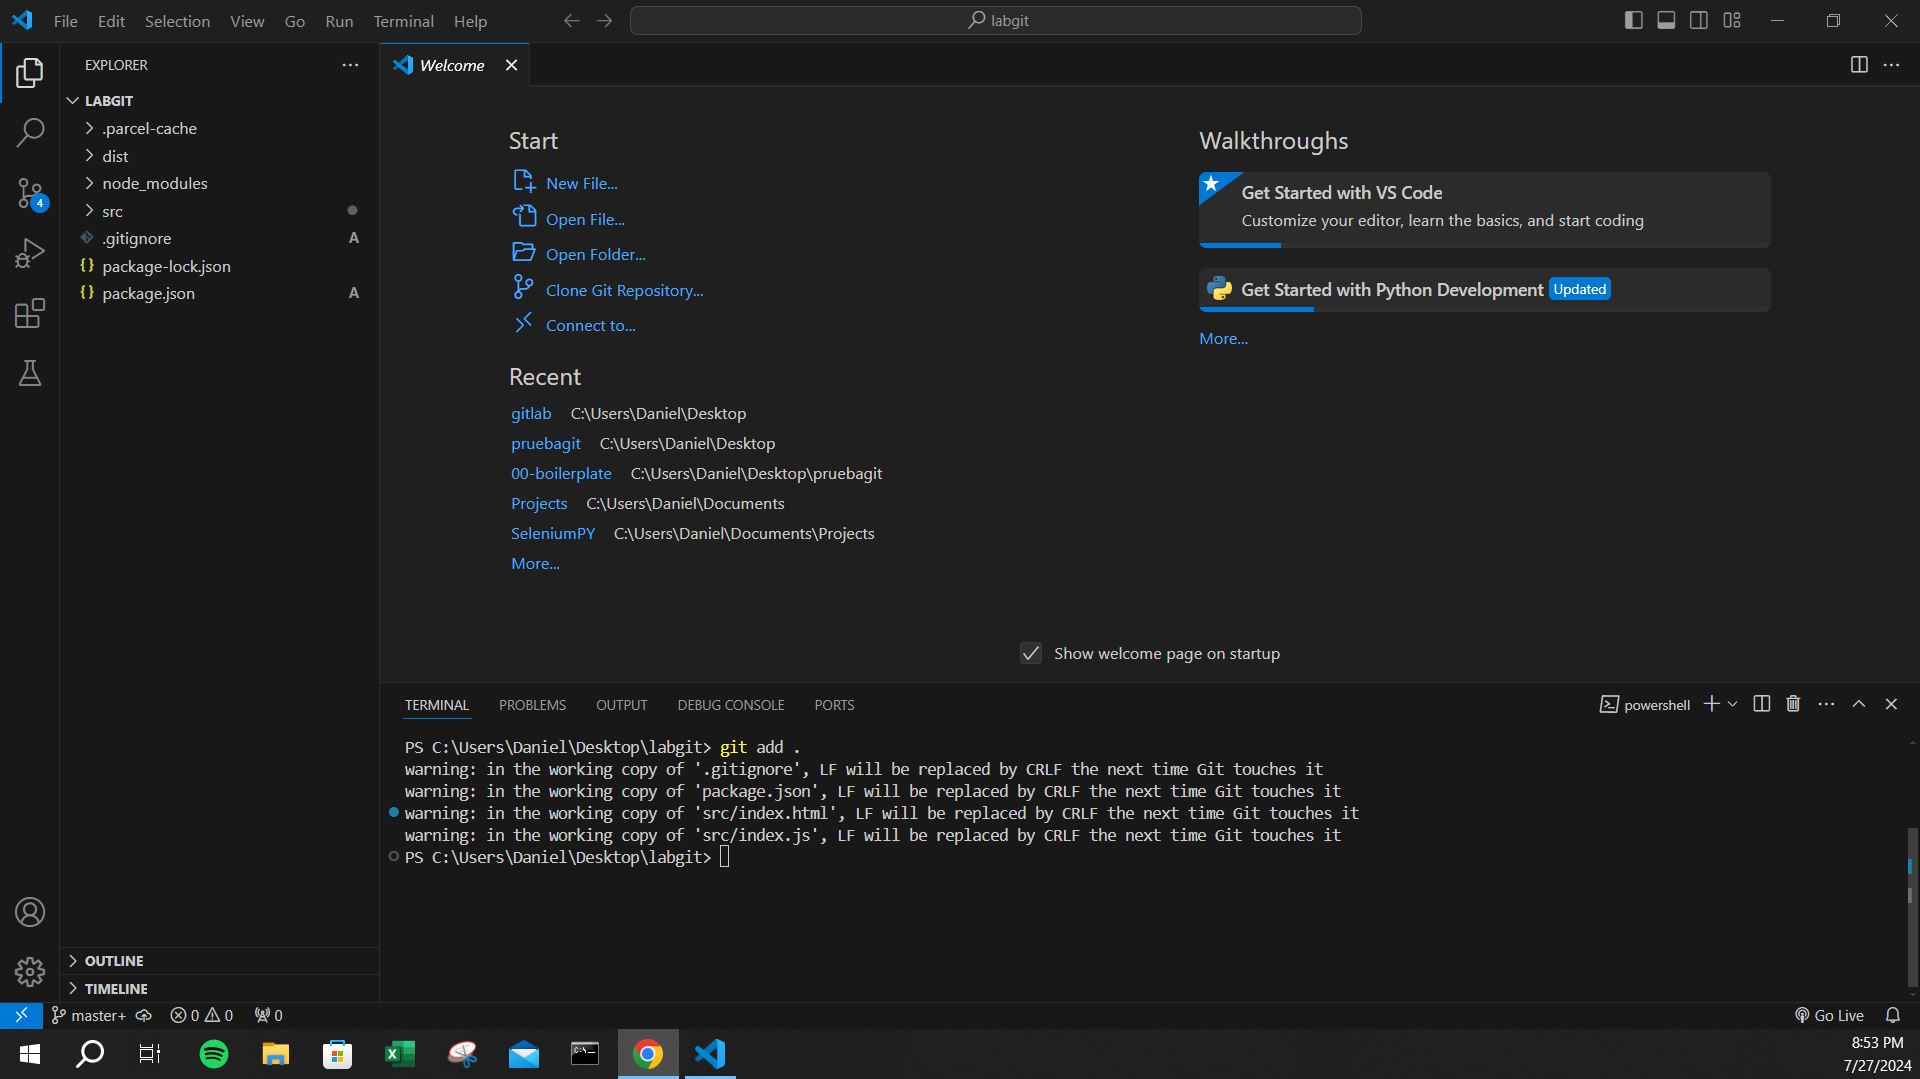 File Edit Selection View Go Run Terminal Help
labgit
EXPLORER
LABGIT
.parcel-cache
dist
node_modules
src
.gitignore A
package-lock.json
package.json A
4
Welcome
Start
New File...
Open File...
Open Folder...
Clone Git Repository...
Connect to...
Recent
gitlab C:\Users\Daniel\Desktop
pruebagit C:\Users\Daniel\Desktop
00-boilerplate C:\Users\Daniel\Desktop\pruebagit
Projects C:\Users\Daniel\Documents
SeleniumPY C:\Users\Daniel\Documents\Projects
More...
Walkthroughs
Get Started with VS Code
Customize your editor, learn the basics, and start coding
Get Started with Python Development Updated
More...
Show welcome page on startup
TERMINAL PROBLEMS OUTPUT DEBUG CONSOLE PORTS
powershell
PS C:\Users\Daniel\Desktop\labgit> git add .
warning: in the working copy of '.gitignore', LF will be replaced by CRLF the next time Git touches it
warning: in the working copy of 'package.json', LF will be replaced by CRLF the next time Git touches it
warning: in the working copy of 'src/index.html', LF will be replaced by CRLF the next time Git touches it
warning: in the working copy of 'src/index.js', LF will be replaced by CRLF the next time Git touches it
PS C:\Users\Daniel\Desktop\labgit>
OUTLINE
TIMELINE
master+ 0 0 0
Go Live
8:53 PM
7/27/2024